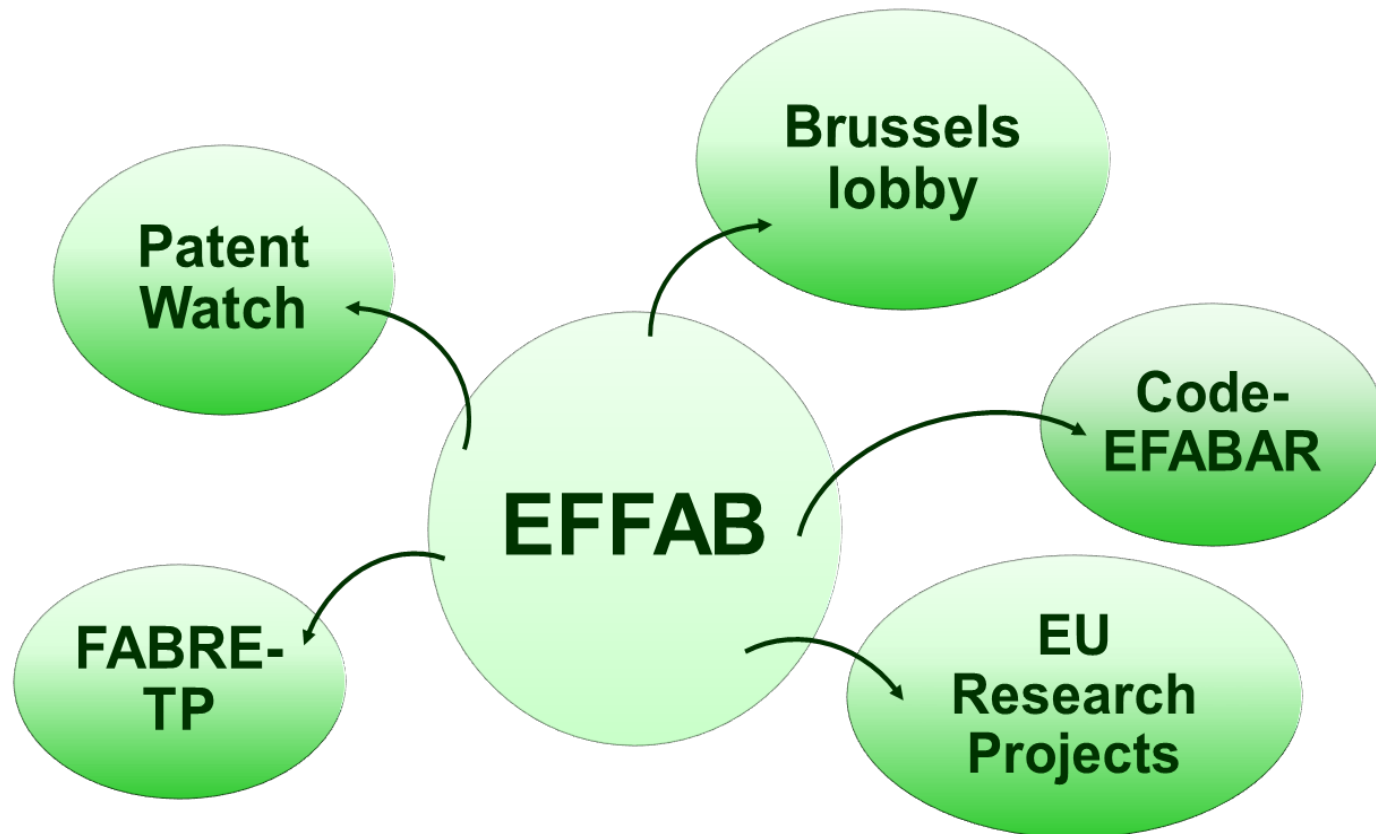 Brussels
lobby
Patent
Watch
Code-
EFABAR
EFFAB
FABRE-
TP
EU
Research
Projects